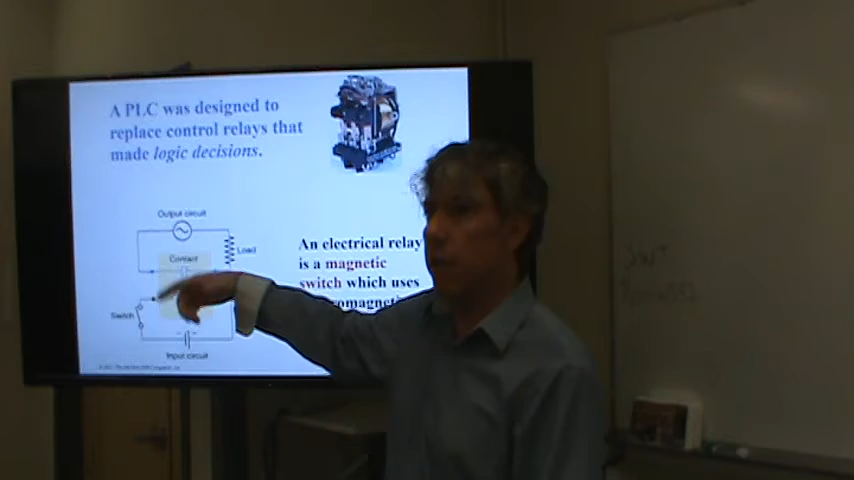 A PLC was designed to
replace control relays that
made logic decisions.
Output circuit
Load
Contact
Switch
Input circuit
An electrical relay
is a magnetic
switch which uses